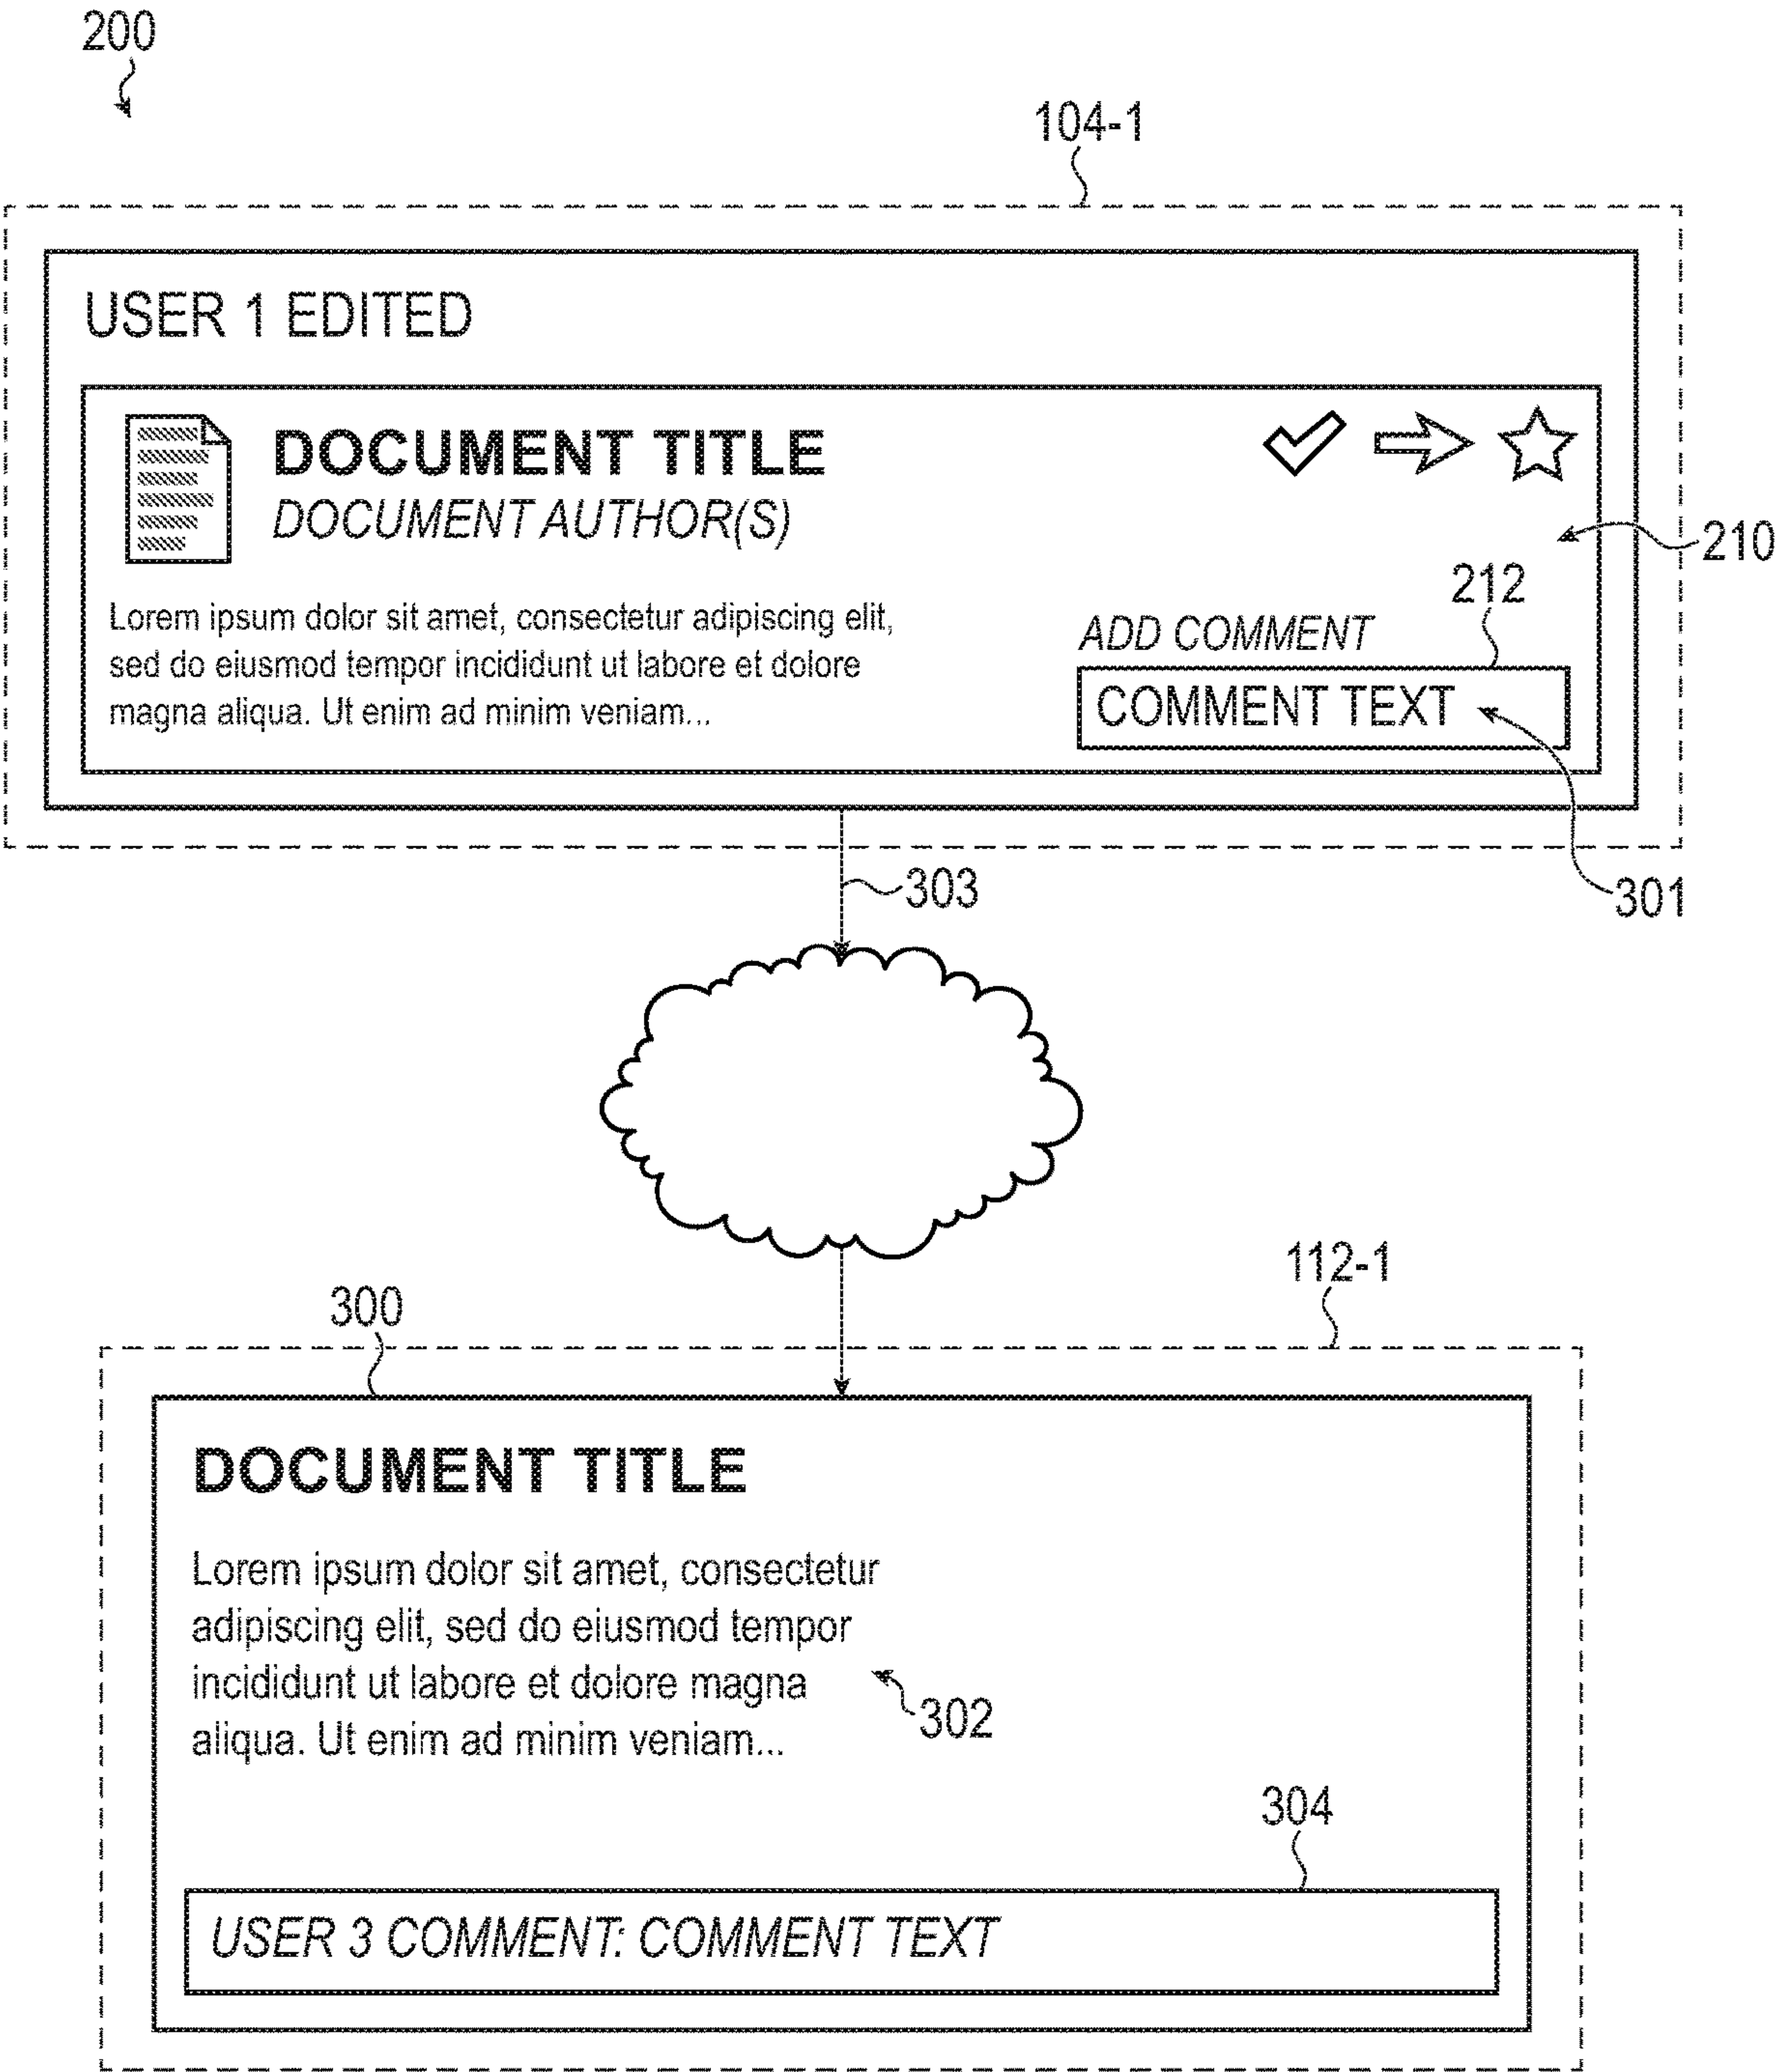 200
104-1
USER 1 EDITED
DOCUMENT TITLE
DOCUMENT AUTHOR(S)
210
212
Lorem ipsum dolor sit amet, consectetur adipiscing elit,
sed do eiusmod tempor incididunt ut labore et dolore
magna aliqua. Ut enim ad minim veniam...
ADD COMMENT
COMMENT TEXT
303
301
112-1
300
DOCUMENT TITLE
Lorem ipsum dolor sit amet, consectetur
adipiscing elit, sed do eiusmod tempor
incididunt ut labore et dolore magna
aliqua. Ut enim ad minim veniam...
302
304
USER 3 COMMENT: COMMENT TEXT